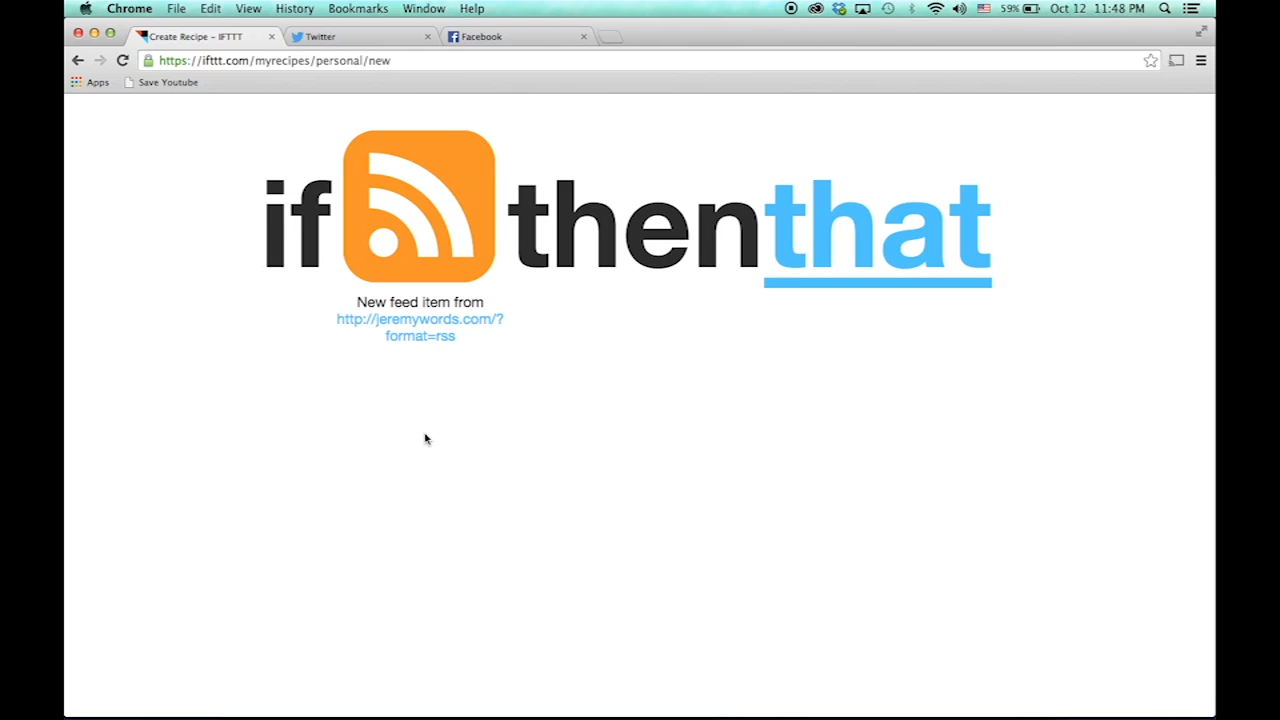 Chrome File Edit View History Bookmarks Window Help 59% Oct 12 11:48 PM
Create Recipe – IFTTT Twitter Facebook
https://ifttt.com/myrecipes/personal/new
Apps Save Youtube
if thenthat
New feed item from
http://jeremywords.com/?
format=rss